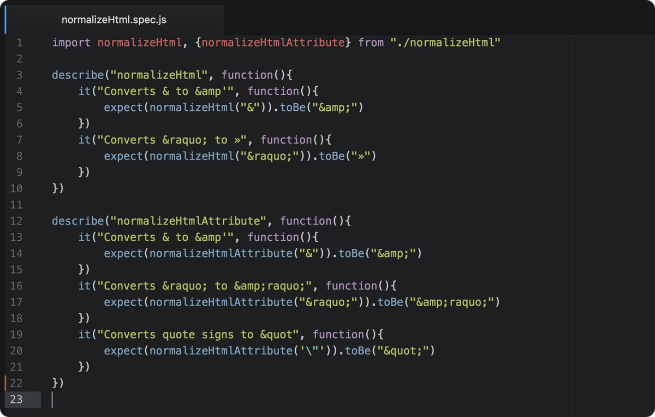 normalizeHtml.spec.js
1 import normalizeHtml, {normalizeHtmlAttribute} from "./normalizeHtml"
2
3 describe("normalizeHtml", function(){
4 it("Converts & to &amp'", function(){
5 expect(normalizeHtml("&")).toBe("&amp;")
6 })
7 it("Converts &raquo; to »", function(){
8 expect(normalizeHtml("&raquo;")).toBe("»")
9 })
10 })
11
12 describe("normalizeHtmlAttribute", function(){
13 it("Converts & to &amp'", function(){
14 expect(normalizeHtmlAttribute("&")).toBe("&amp;")
15 })
16 it("Converts &raquo; to &amp;raquo;", function(){
17 expect(normalizeHtmlAttribute("&raquo;")).toBe("&amp;raquo;")
18 })
19 it("Converts quote signs to &quot", function(){
20 expect(normalizeHtmlAttribute('\"')).toBe("&quot;")
21 })
22 })
23